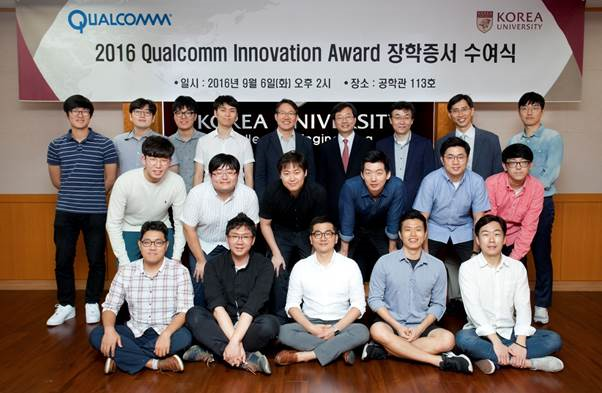 QUALCOMM
KOREA
UNIVERSITY
2016 Qualcomm Innovation Award 장학증서 수여식
• 일시 : 2016년 9월 6일(화) 오후 2시 • 장소 : 공학관 113호
KOREA UNIVERSITY